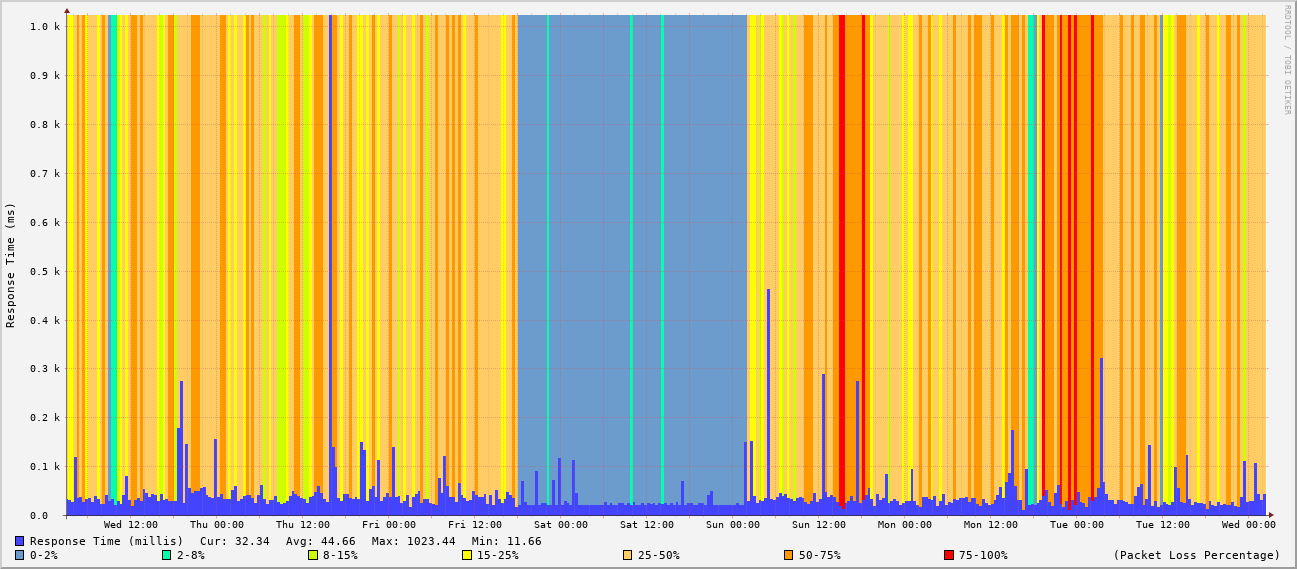 RRDTOOL / TOBI OETIKER
Response Time (ms)
1.0 k
0.9 k
0.8 k
0.7 k
0.6 k
0.5 k
0.4 k
0.3 k
0.2 k
0.1 k
0.0
Wed 12:00 Thu 00:00 Thu 12:00 Fri 00:00 Fri 12:00 Sat 00:00 Sat 12:00 Sun 00:00 Sun 12:00 Mon 00:00 Mon 12:00 Tue 00:00 Tue 12:00 Wed 00:00
Response Time (millis) Cur: 32.34 Avg: 44.66 Max: 1023.44 Min: 11.66
0-2% 2-8% 8-15% 15-25% 25-50% 50-75% 75-100% (Packet Loss Percentage)